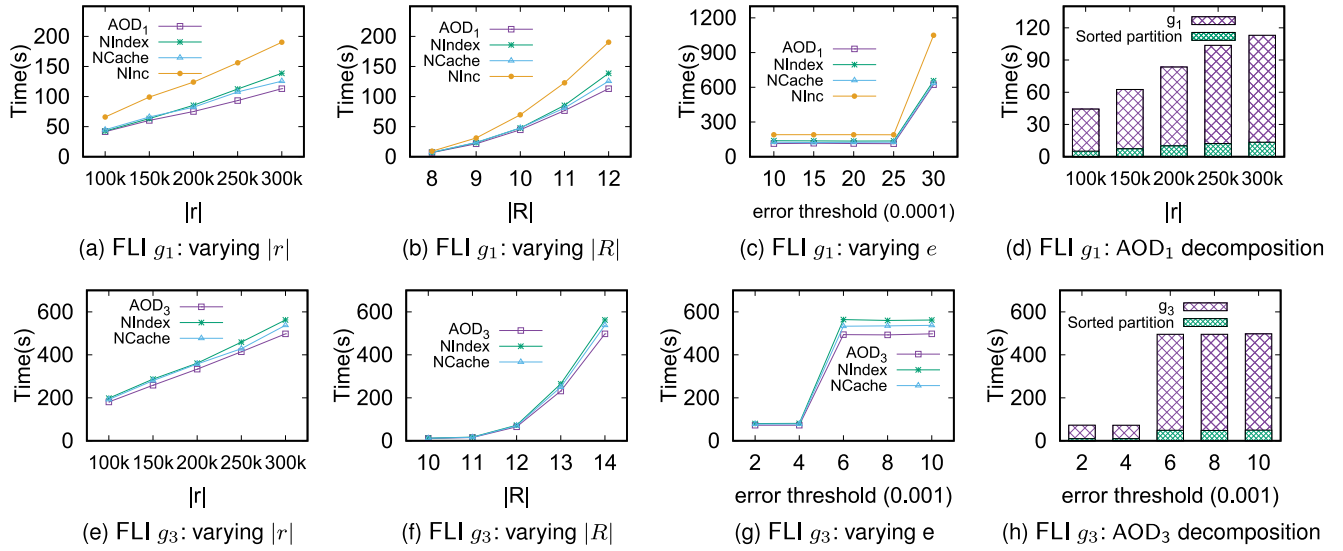 AOD1
NIndex
NCache
NInc
Time(s)
200
150
100
50
0
100k 150k 200k 250k 300k
|r|
(a) FLI g1: varying |r|
AOD1
NIndex
NCache
NInc
Time(s)
200
150
100
50
0
8 9 10 11 12
|R|
(b) FLI g1: varying |R|
AOD1
NIndex
NCache
NInc
Time(s)
1200
900
600
300
0
10 15 20 25 30
error threshold (0.0001)
(c) FLI g1: varying e
g1
Sorted partition
Time(s)
120
90
60
30
0
100k 150k 200k 250k 300k
|r|
(d) FLI g1: AOD1 decomposition
AOD3
NIndex
NCache
Time(s)
600
400
200
0
100k 150k 200k 250k 300k
|r|
(e) FLI g3: varying |r|
AOD3
NIndex
NCache
Time(s)
600
400
200
0
10 11 12 13 14
|R|
(f) FLI g3: varying |R|
AOD3
NIndex
NCache
Time(s)
600
400
200
0
2 4 6 8 10
error threshold (0.001)
(g) FLI g3: varying e
g3
Sorted partition
Time(s)
600
400
200
0
2 4 6 8 10
error threshold (0.001)
(h) FLI g3: AOD3 decomposition